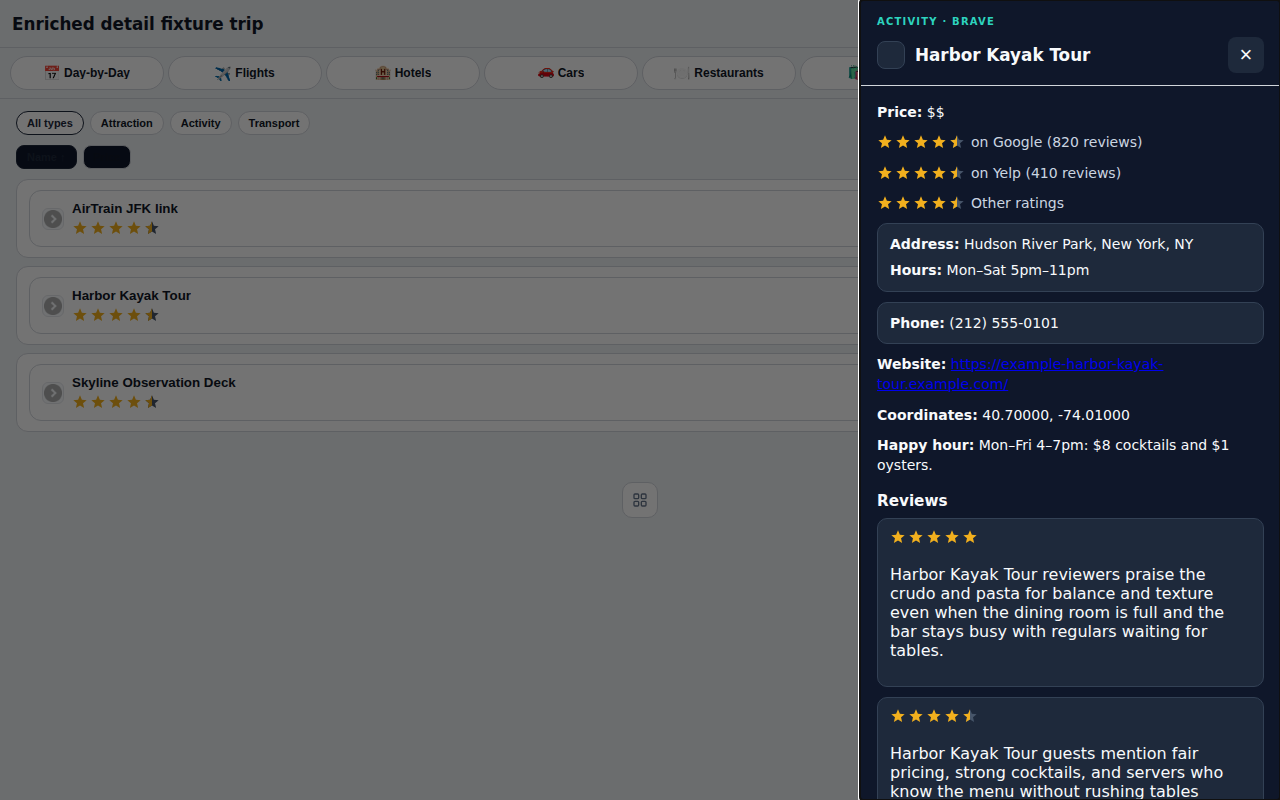 Enriched detail fixture trip
Day-by-Day
Flights
Hotels
Cars
Restaurants
All types
Attraction
Activity
Transport
Name
AirTrain JFK link
Harbor Kayak Tour
Skyline Observation Deck
ACTIVITY · BRAVE
Harbor Kayak Tour
Price: $$
on Google (820 reviews)
on Yelp (410 reviews)
Other ratings
Address: Hudson River Park, New York, NY
Hours: Mon–Sat 5pm–11pm
Phone: (212) 555-0101
Website: https://example-harbor-kayak-
tour.example.com/
Coordinates: 40.70000, -74.01000
Happy hour: Mon–Fri 4–7pm: $8 cocktails and $1
oysters.
Reviews
Harbor Kayak Tour reviewers praise the
crudo and pasta for balance and texture
even when the dining room is full and the
bar stays busy with regulars waiting for
tables.
Harbor Kayak Tour guests mention fair
pricing, strong cocktails, and servers who
know the menu without rushing tables